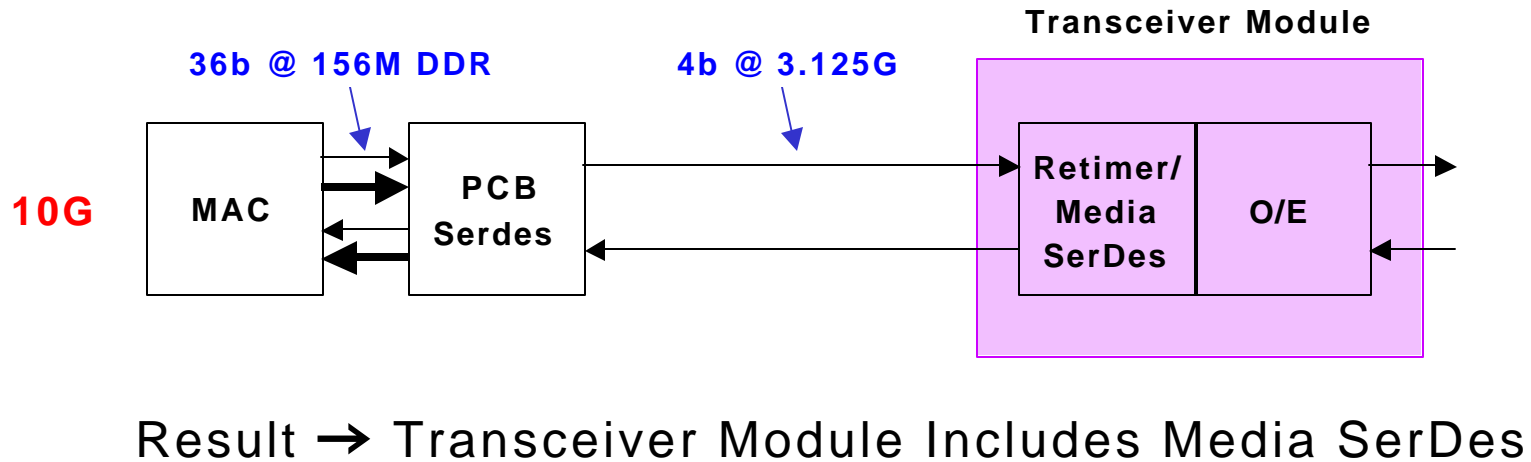 Transceiver Module
36b @ 156M DDR
4b @ 3.125G
10G
MAC
PCB
Serdes
Retimer/
Media
SerDes
O/E
Result → Transceiver Module Includes Media SerDes